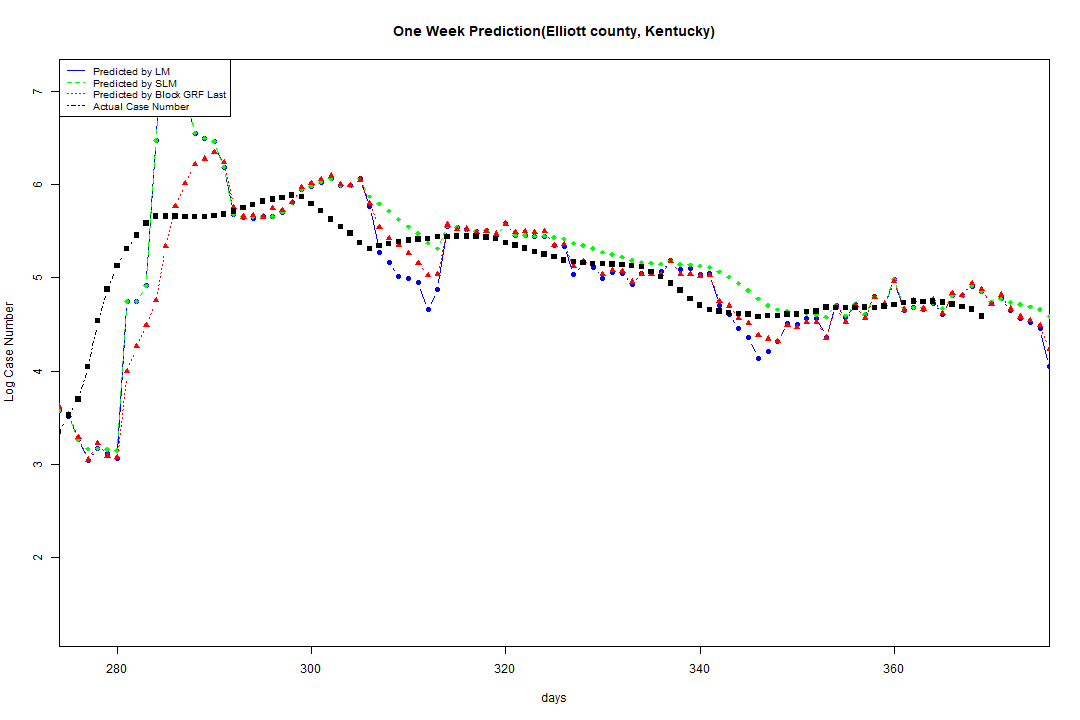 One Week Prediction(Elliott county, Kentucky)
Predicted by LM
Predicted by SLM
Predicted by Block GRF Last
Actual Case Number
7
6
5
4
3
2
Log Case Number
280 300 320 340 360
days